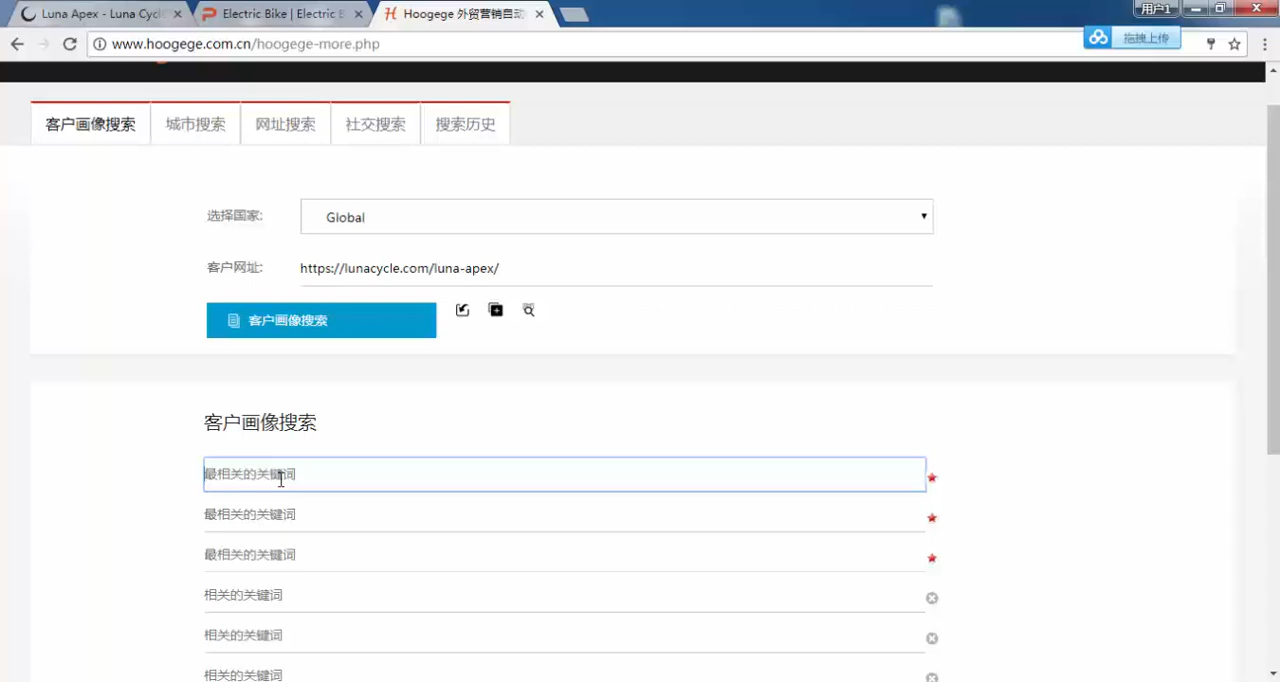 Luna Apex - Luna Cycl
Electric Bike | Electric B
Hoogege 外贸营销自动
用户1
www.hoogege.com.cn/hoogege-more.php
拖拽上传
客户画像搜索
城市搜索
网址搜索
社交搜索
搜索历史
选择国家:
Global
客户网址:
https://lunacycle.com/luna-apex/
客户画像搜索
客户画像搜索
最相关的关键词
最相关的关键词
最相关的关键词
相关的关键词
相关的关键词
相关的关键词